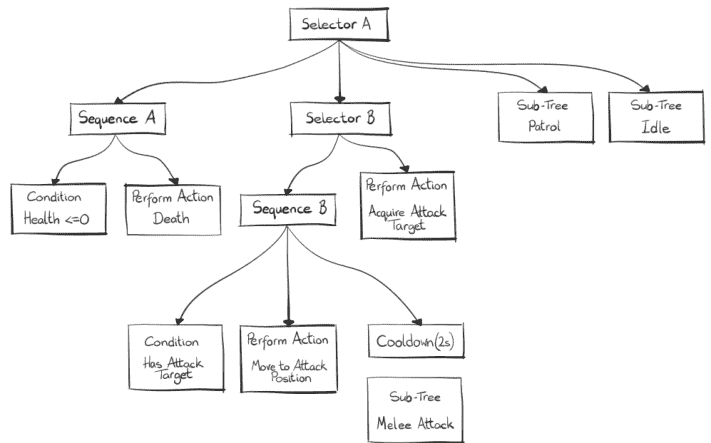 Selector A
Sequence A
Selector B
Sub-Tree
Patrol
Sub-Tree
Idle
Condition
Health <=0
Perform Action
Death
Sequence B
Perform Action
Acquire Attack
Target
Condition
Has Attack
Target
Perform Action
Move to Attack
Position
Cooldown(2s)
Sub-Tree
Melee Attack